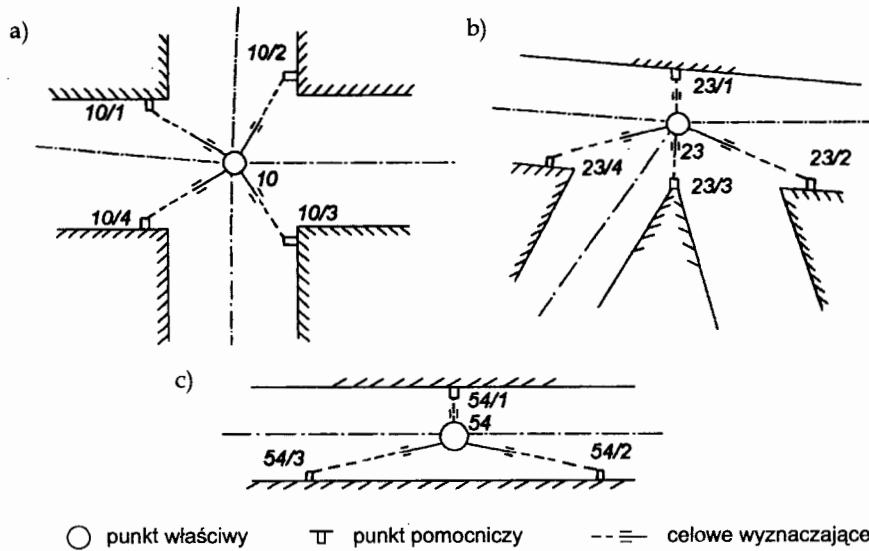 a)
10/2
10/1
10
10/4
10/3
b)
23/1
23
23/4
23/2
23/3
c)
54/1
54
54/3
54/2
punkt właściwy
punkt pomocniczy
celowe wyznaczające